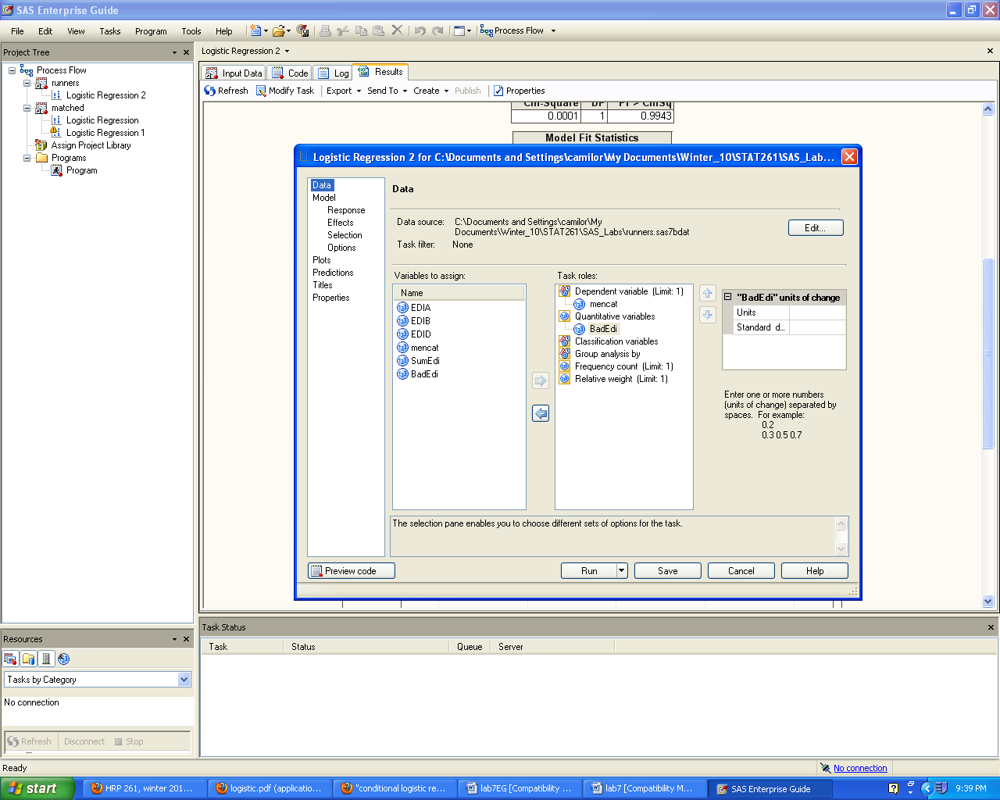 SAS Enterprise Guide
File Edit View Tasks Program Tools Help Process Flow
Project Tree
Process Flow
runners
Logistic Regression 2
matched
Logistic Regression
Logistic Regression 1
Assign Project Library
Programs
Program
Logistic Regression 2
Input Data Code Log Results
Refresh Modify Task Export Send To Create Publish Properties
Chi-Square DF Pr > ChiSq
0.0001 1 0.9943
Model Fit Statistics
Logistic Regression 2 for C:\Documents and Settings\camilor\My Documents\Winter_10\STAT261\SAS_Lab...
Data
Model
Response
Effects
Selection
Options
Plots
Predictions
Titles
Properties
Data
Data source: C:\Documents and Settings\camilor\My
Documents\Winter_10\STAT261\SAS_Labs\runners.sas7bdat
Edit...
Task filter: None
Variables to assign:
Name
EDIA
EDIB
EDID
mencat
SumEdi
BadEdi
Task roles:
Dependent variable (Limit: 1)
mencat
Quantitative variables
BadEdi
Classification variables
Group analysis by
Frequency count (Limit: 1)
Relative weight (Limit: 1)
"BadEdi" units of change
Units
Standard d...
Enter one or more numbers
(units of change) separated by
spaces. For example:
0.2
0.3 0.5 0.7
The selection pane enables you to choose different sets of options for the task.
Preview code Run Save Cancel Help
Resources
Tasks by Category
No connection
Refresh Disconnect Stop
Task Status
Task Status Queue Server
Ready
No connection
start HRP 261, winter 201... logistic.pdf (applicatio... "conditional logistic re... lab7EG [Compatibility ... lab7 [Compatibility M... SAS Enterprise Guide 9:39 PM